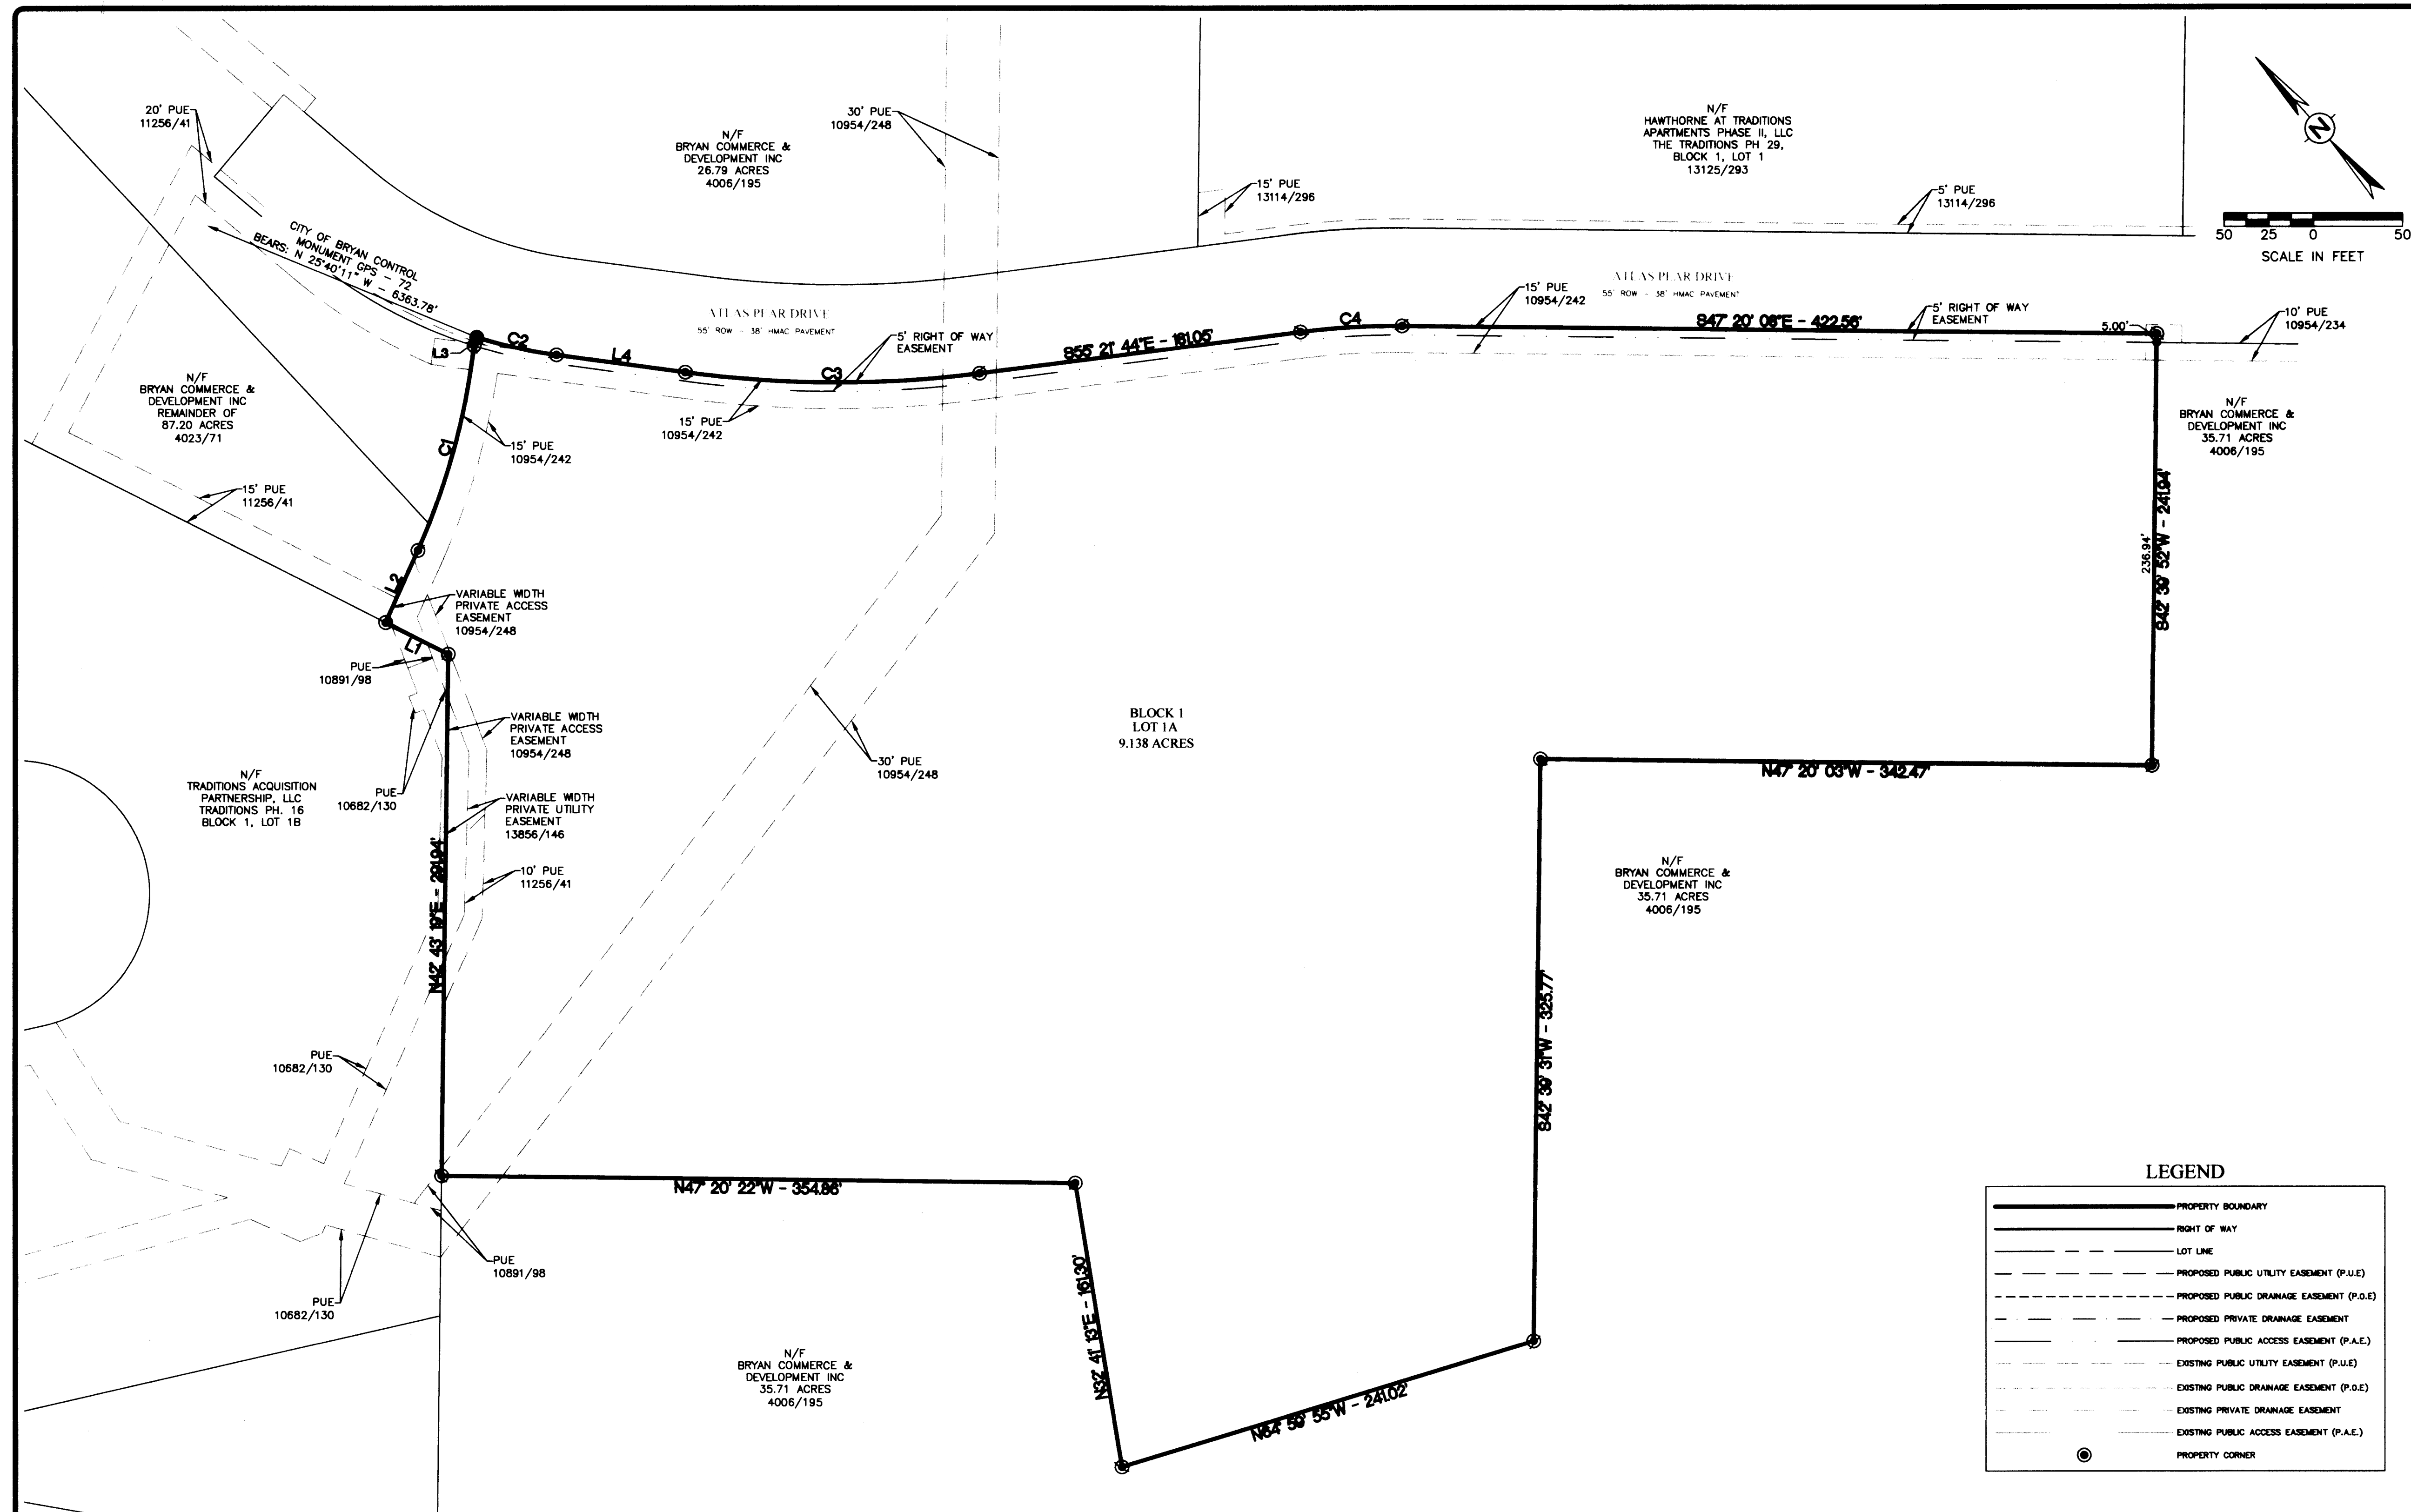 20' PUE
11256/41
N/F
BRYAN COMMERCE &
DEVELOPMENT INC
26.79 ACRES
4006/195
30' PUE
10954/248
N/F
HAWTHORNE AT TRADITIONS
APARTMENTS PHASE II, LLC
THE TRADITIONS PH 29,
BLOCK 1, LOT 1
13125/293
N
15' PUE
13114/296
5' PUE
13114/296
50 25 0 50
SCALE IN FEET
CITY OF BRYAN CONTROL
MONUMENT GPS - 72
BEARS: N 25°40'11" W - 6363.78'
ATLAS PEAR DRIVE
55' ROW - 38' HMAC PAVEMENT
5' RIGHT OF WAY
EASEMENT
ATLAS PEAR DRIVE
55' ROW - 38' HMAC PAVEMENT
15' PUE
10954/242
5' RIGHT OF WAY
EASEMENT
10' PUE
10954/234
C2
L3
L4
C3
S55° 21' 44"E - 181.05'
C4
S47° 20' 08"E - 422.56'
5.00'
15' PUE
10954/242
N/F
BRYAN COMMERCE &
DEVELOPMENT INC
REMAINDER OF
87.20 ACRES
4023/71
C1
15' PUE
10954/242
N/F
BRYAN COMMERCE &
DEVELOPMENT INC
35.71 ACRES
4006/195
15' PUE
11256/41
236.94'
S42° 39' 52"W - 241.94'
L2
VARIABLE WIDTH
PRIVATE ACCESS
EASEMENT
10954/248
L1
PUE
10891/98
VARIABLE WIDTH
PRIVATE ACCESS
EASEMENT
10954/248
BLOCK 1
LOT 1A
9.138 ACRES
30' PUE
10954/248
N47° 20' 03"W - 342.47'
N/F
TRADITIONS ACQUISITION
PARTNERSHIP, LLC
TRADITIONS PH. 16
BLOCK 1, LOT 1B
PUE
10682/130
VARIABLE WIDTH
PRIVATE UTILITY
EASEMENT
13856/146
10' PUE
11256/41
N42° 43' 19"E - 291.94'
N/F
BRYAN COMMERCE &
DEVELOPMENT INC
35.71 ACRES
4006/195
S42° 39' 31"W - 325.77'
PUE
10682/130
N47° 20' 22"W - 354.86'
PUE
10891/98
PUE
10682/130
N32° 41' 13"E - 161.30'
N64° 59' 55"W - 241.02'
N/F
BRYAN COMMERCE &
DEVELOPMENT INC
35.71 ACRES
4006/195
LEGEND
PROPERTY BOUNDARY
RIGHT OF WAY
LOT LINE
PROPOSED PUBLIC UTILITY EASEMENT (P.U.E)
PROPOSED PUBLIC DRAINAGE EASEMENT (P.O.E)
PROPOSED PRIVATE DRAINAGE EASEMENT
PROPOSED PUBLIC ACCESS EASEMENT (P.A.E.)
EXISTING PUBLIC UTILITY EASEMENT (P.U.E)
EXISTING PUBLIC DRAINAGE EASEMENT (P.O.E)
EXISTING PRIVATE DRAINAGE EASEMENT
EXISTING PUBLIC ACCESS EASEMENT (P.A.E.)
PROPERTY CORNER